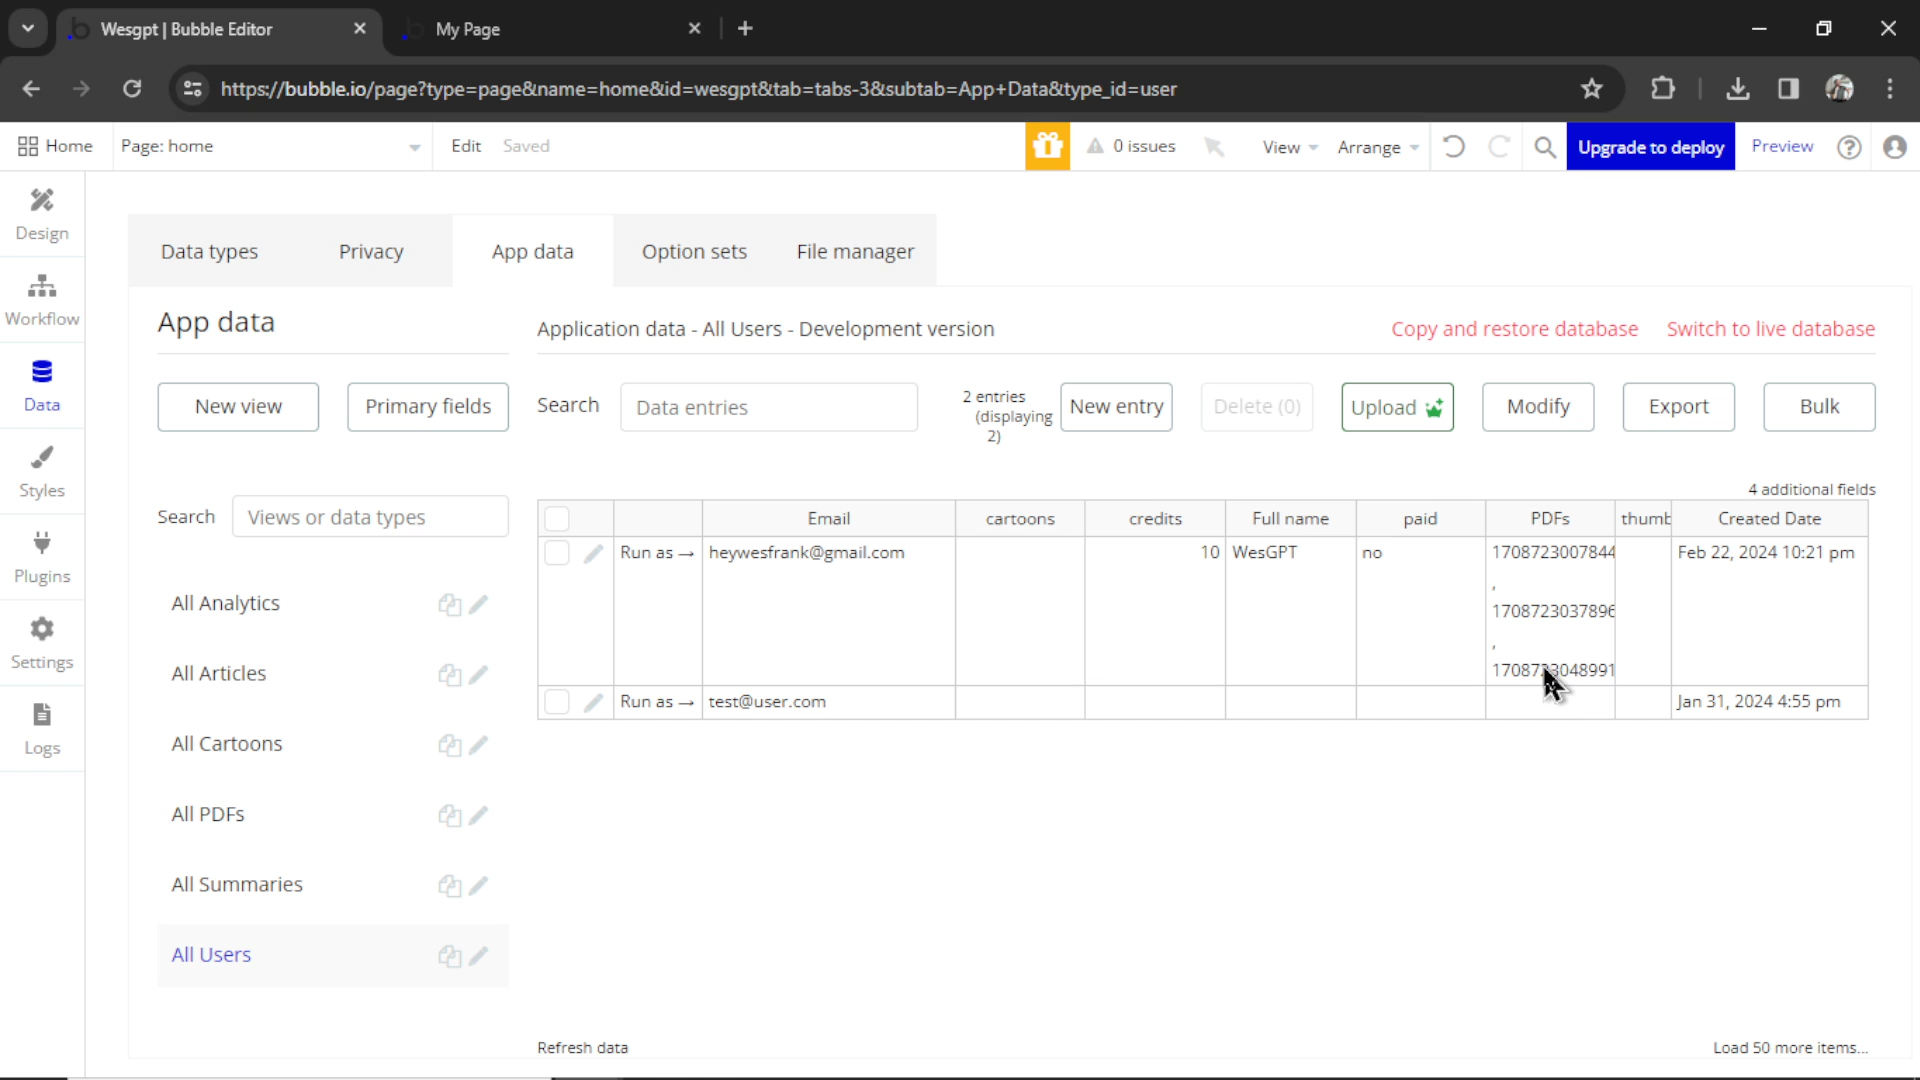 Wesgpt | Bubble Editor
My Page
https://bubble.io/page?type=page&name=home&id=wesgpt&tab=tabs-3&subtab=App+Data&type_id=user
Home
Page: home
Edit
Saved
0 issues
View
Arrange
Upgrade to deploy
Preview
Design
Workflow
Data
Styles
Plugins
Settings
Logs
Data types
Privacy
App data
Option sets
File manager
App data
Application data - All Users - Development version
Copy and restore database
Switch to live database
New view
Primary fields
Search
Data entries
2 entries
(displaying
2)
New entry
Delete (0)
Upload
Modify
Export
Bulk
Search
Views or data types
All Analytics
All Articles
All Cartoons
All PDFs
All Summaries
All Users
4 additional fields
Email cartoons credits Full name paid PDFs thumb Created Date
Run as → heywesfrank@gmail.com 10 WesGPT no 1708723007844 Feb 22, 2024 10:21 pm
,
1708723037896
,
1708723048991
Run as → test@user.com Jan 31, 2024 4:55 pm
Refresh data
Load 50 more items...